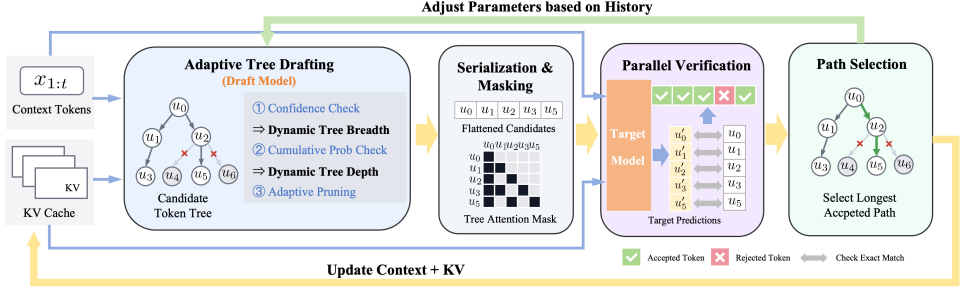 Adjust Parameters based on History
x1:t
Context Tokens
KV
KV Cache
Adaptive Tree Drafting
(Draft Model)
u0
u1
u2
u3
u4
u5
u6
Candidate
Token Tree
① Confidence Check
⇒ Dynamic Tree Breadth
② Cumulative Prob Check
⇒ Dynamic Tree Depth
③ Adaptive Pruning
Serialization &
Masking
u0 u1 u2 u3 u5
Flattened Candidates
u0 u1 u2 u3 u5
u0
u1
u2
u3
u5
Tree Attention Mask
Parallel Verification
Target
Model
u′0 u0
u′1 u1
u′2 u2
u′3 u3
u′5 u5
Target Predictions
Path Selection
u0
u1
u2
u3
u4
u5
u6
Select Longest
Accpeted Path
Accepted Token
Rejected Token
Check Exact Match
Update Context + KV